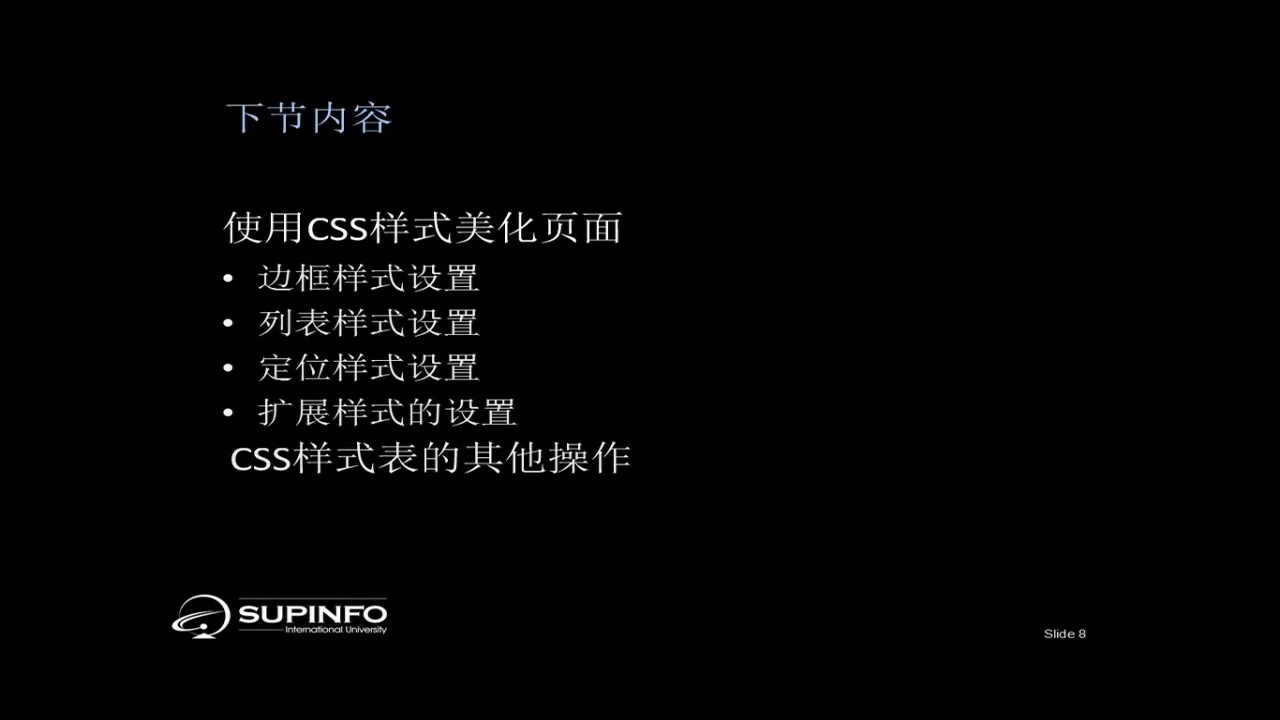 下节内容
使用CSS样式美化页面
• 边框样式设置
• 列表样式设置
• 定位样式设置
• 扩展样式的设置
CSS样式表的其他操作
SUPINFO
International University
Slide 8